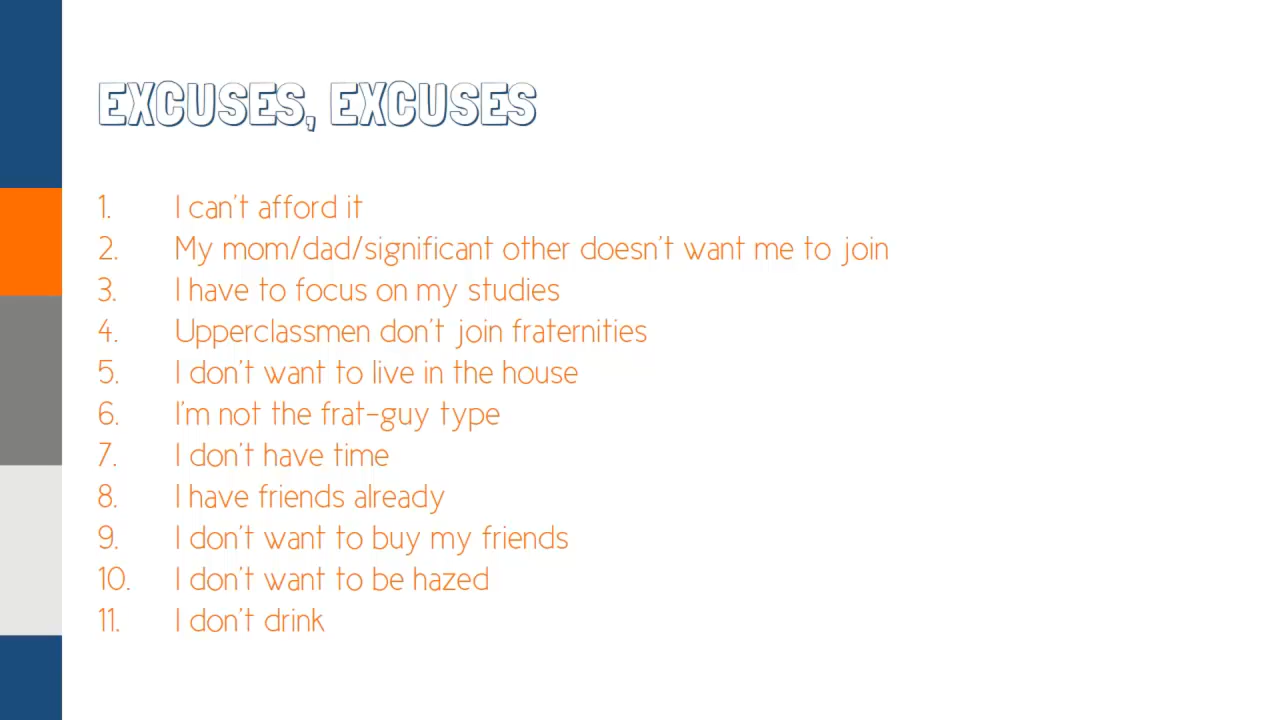 EXCUSES, EXCUSES
1. I can't afford it
2. My mom/dad/significant other doesn't want me to join
3. I have to focus on my studies
4. Upperclassmen don't join fraternities
5. I don't want to live in the house
6. I'm not the frat-guy type
7. I don't have time
8. I have friends already
9. I don't want to buy my friends
10. I don't want to be hazed
11. I don't drink